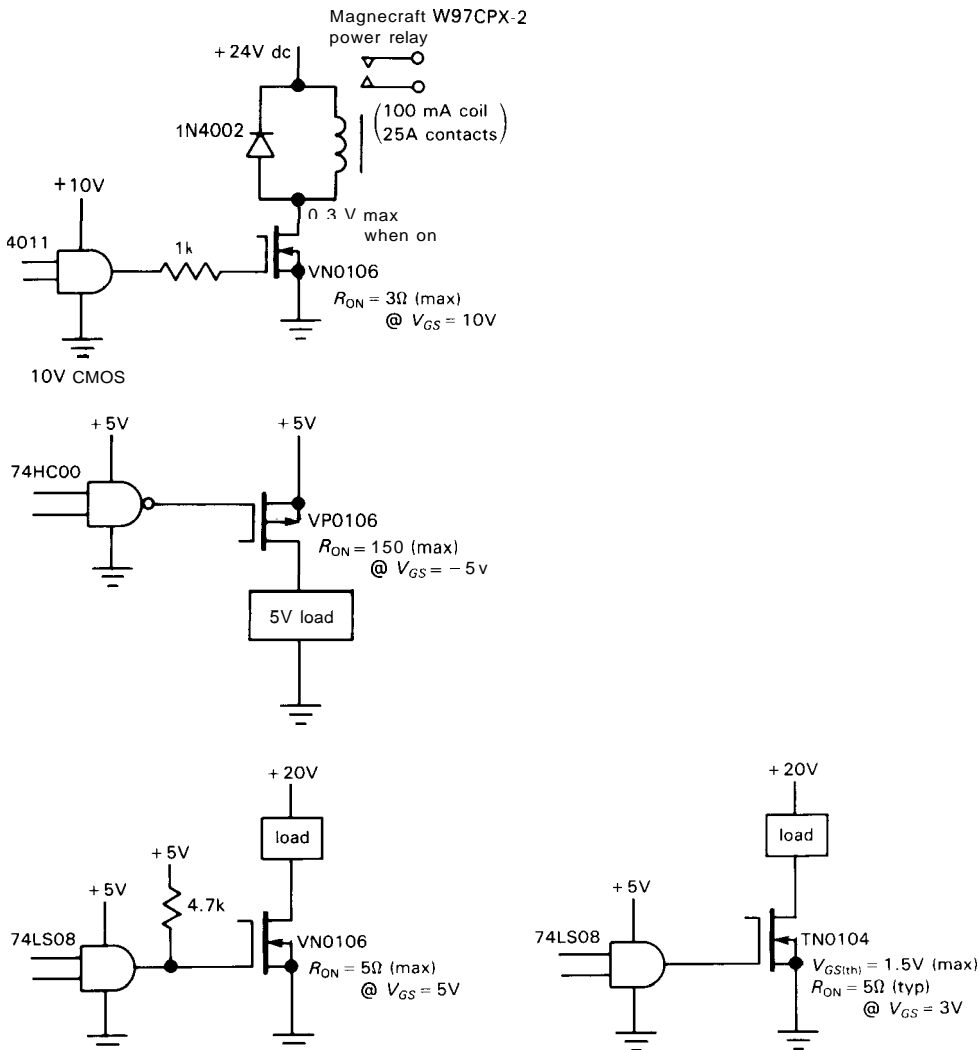 Magnecraft W97CPX-2
power relay
+24V dc
(100 mA coil
25A contacts)
1N4002
+10V
0.3 V max
when on
4011
1k
VN0106
R_ON = 3Ω (max)
@ V_GS = 10V
10V CMOS
+5V
+5V
74HC00
VP0106
R_ON = 150 (max)
@ V_GS = −5v
5V load
+20V
load
+5V
+5V
4.7k
74LS08
VN0106
R_ON = 5Ω (max)
@ V_GS = 5V
+20V
load
+5V
74LS08
TN0104
V_GS(th) = 1.5V (max)
R_ON = 5Ω (typ)
@ V_GS = 3V